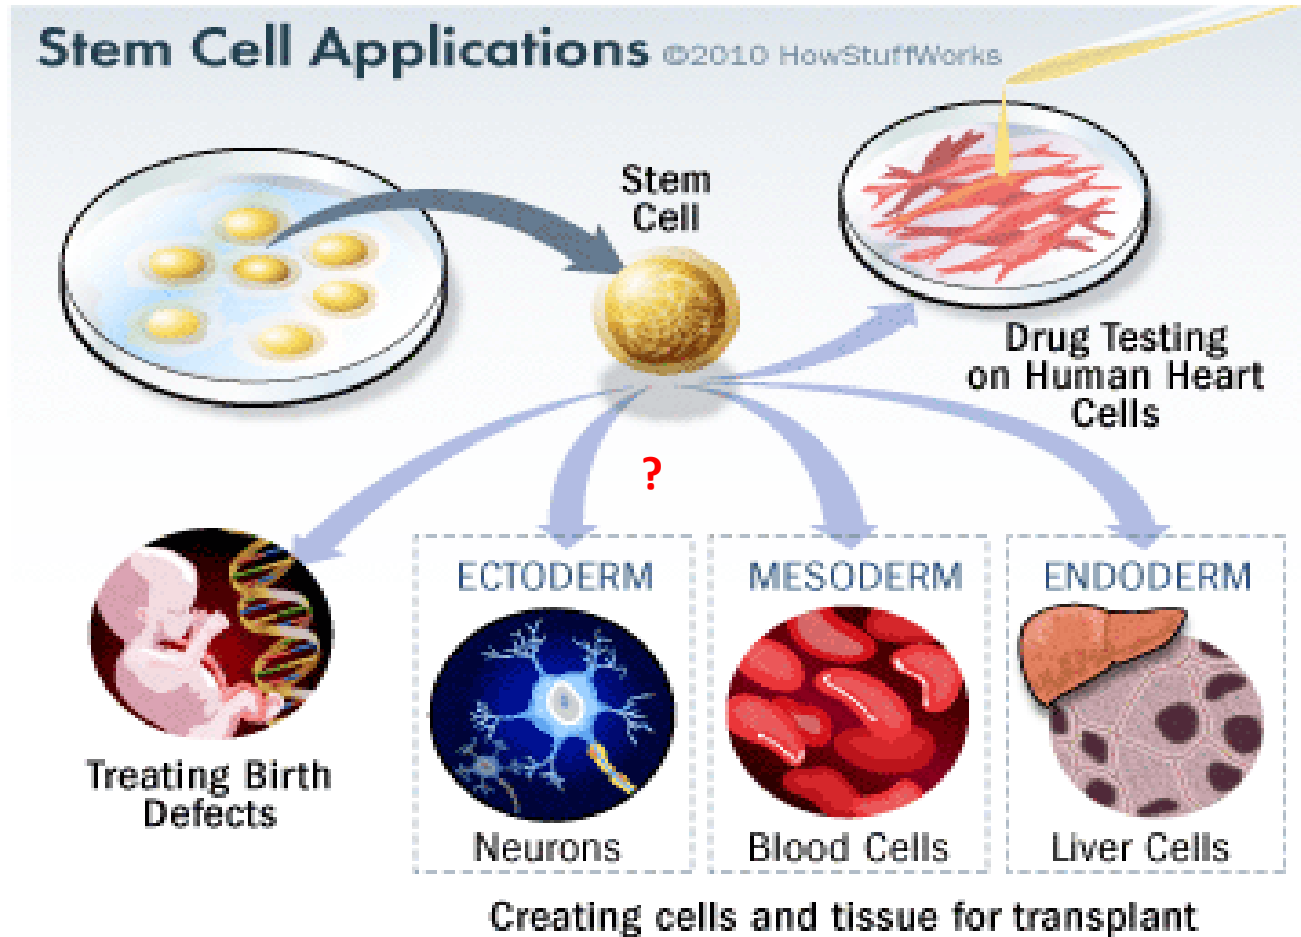 Stem Cell Applications ©2010 HowStuffWorks
Stem
Cell
Drug Testing
on Human Heart
Cells
?
ECTODERM
MESODERM
ENDODERM
Treating Birth
Defects
Neurons
Blood Cells
Liver Cells
Creating cells and tissue for transplant